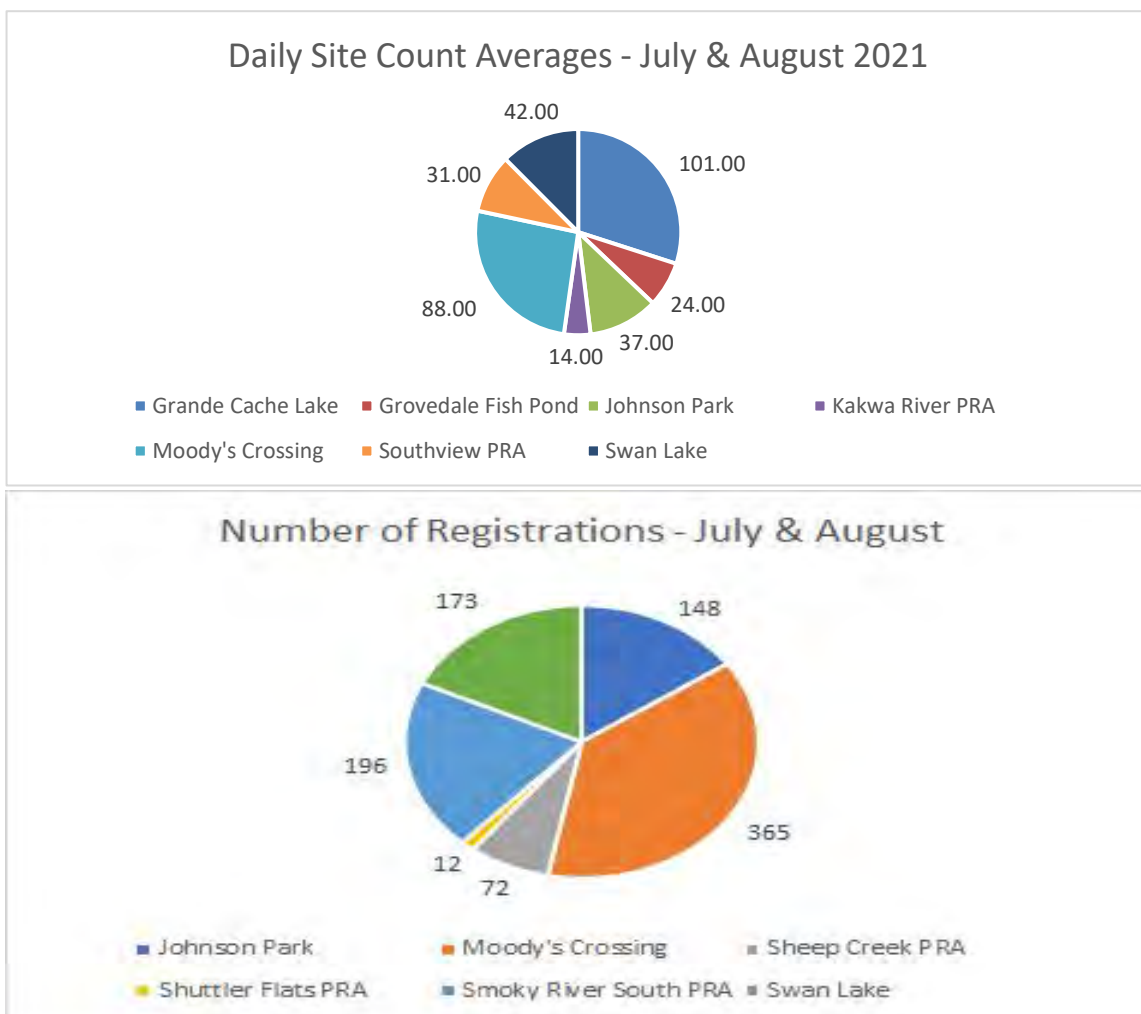 Daily Site Count Averages - July & August 2021
42.00
101.00
31.00
88.00
24.00
37.00
14.00
Grande Cache Lake Grovedale Fish Pond Johnson Park Kakwa River PRA
Moody's Crossing Southview PRA Swan Lake
Number of Registrations - July & August
173
148
196
365
12
72
Johnson Park Moody's Crossing Sheep Creek PRA
Shuttler Flats PRA Smoky River South PRA Swan Lake